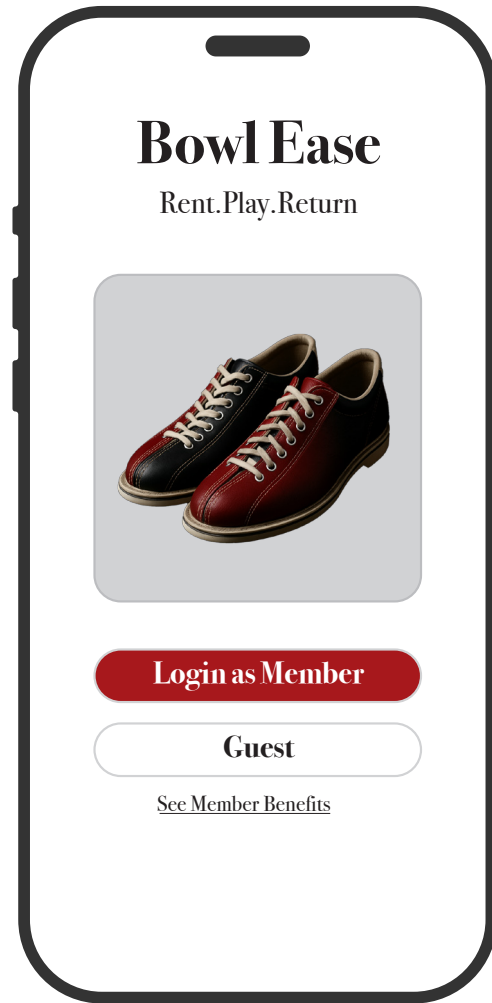 Bowl Ease
Rent.Play.Return
Login as Member
Guest
See Member Benefits